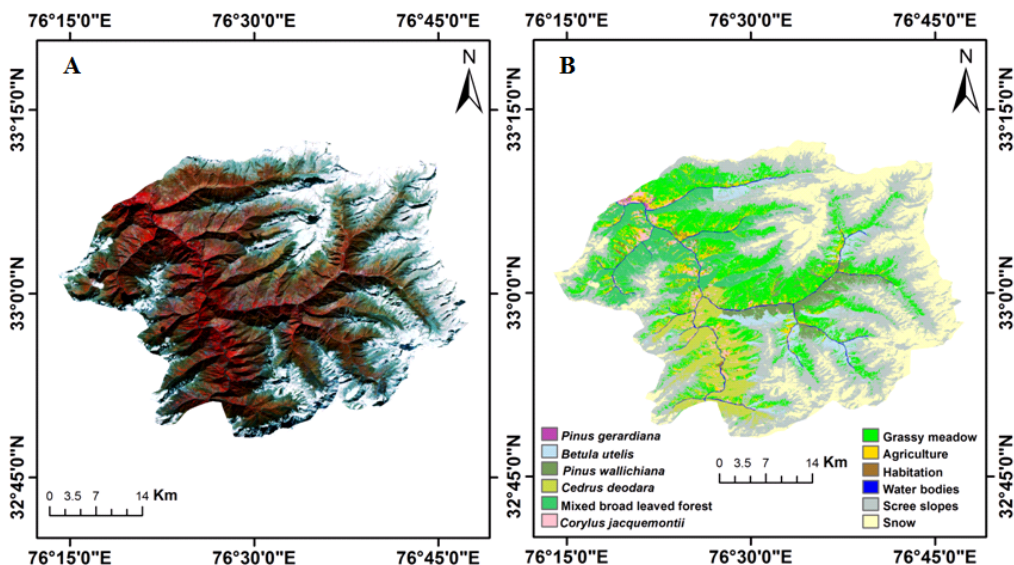 76°15'0"E 76°30'0"E 76°45'0"E 76°15'0"E 76°30'0"E 76°45'0"E
A
N
B
N
33°15'0"N
33°0'0"N
32°45'0"N
33°15'0"N
33°0'0"N
32°45'0"N
0 3.5 7 14 Km
Pinus gerardiana
Betula utelis
Pinus wallichiana
Cedrus deodara
Mixed broad leaved forest
Corylus jacquemontii
0 3.5 7 14 Km
Grassy meadow
Agriculture
Habitation
Water bodies
Scree slopes
Snow
76°15'0"E 76°30'0"E 76°45'0"E 76°15'0"E 76°30'0"E 76°45'0"E